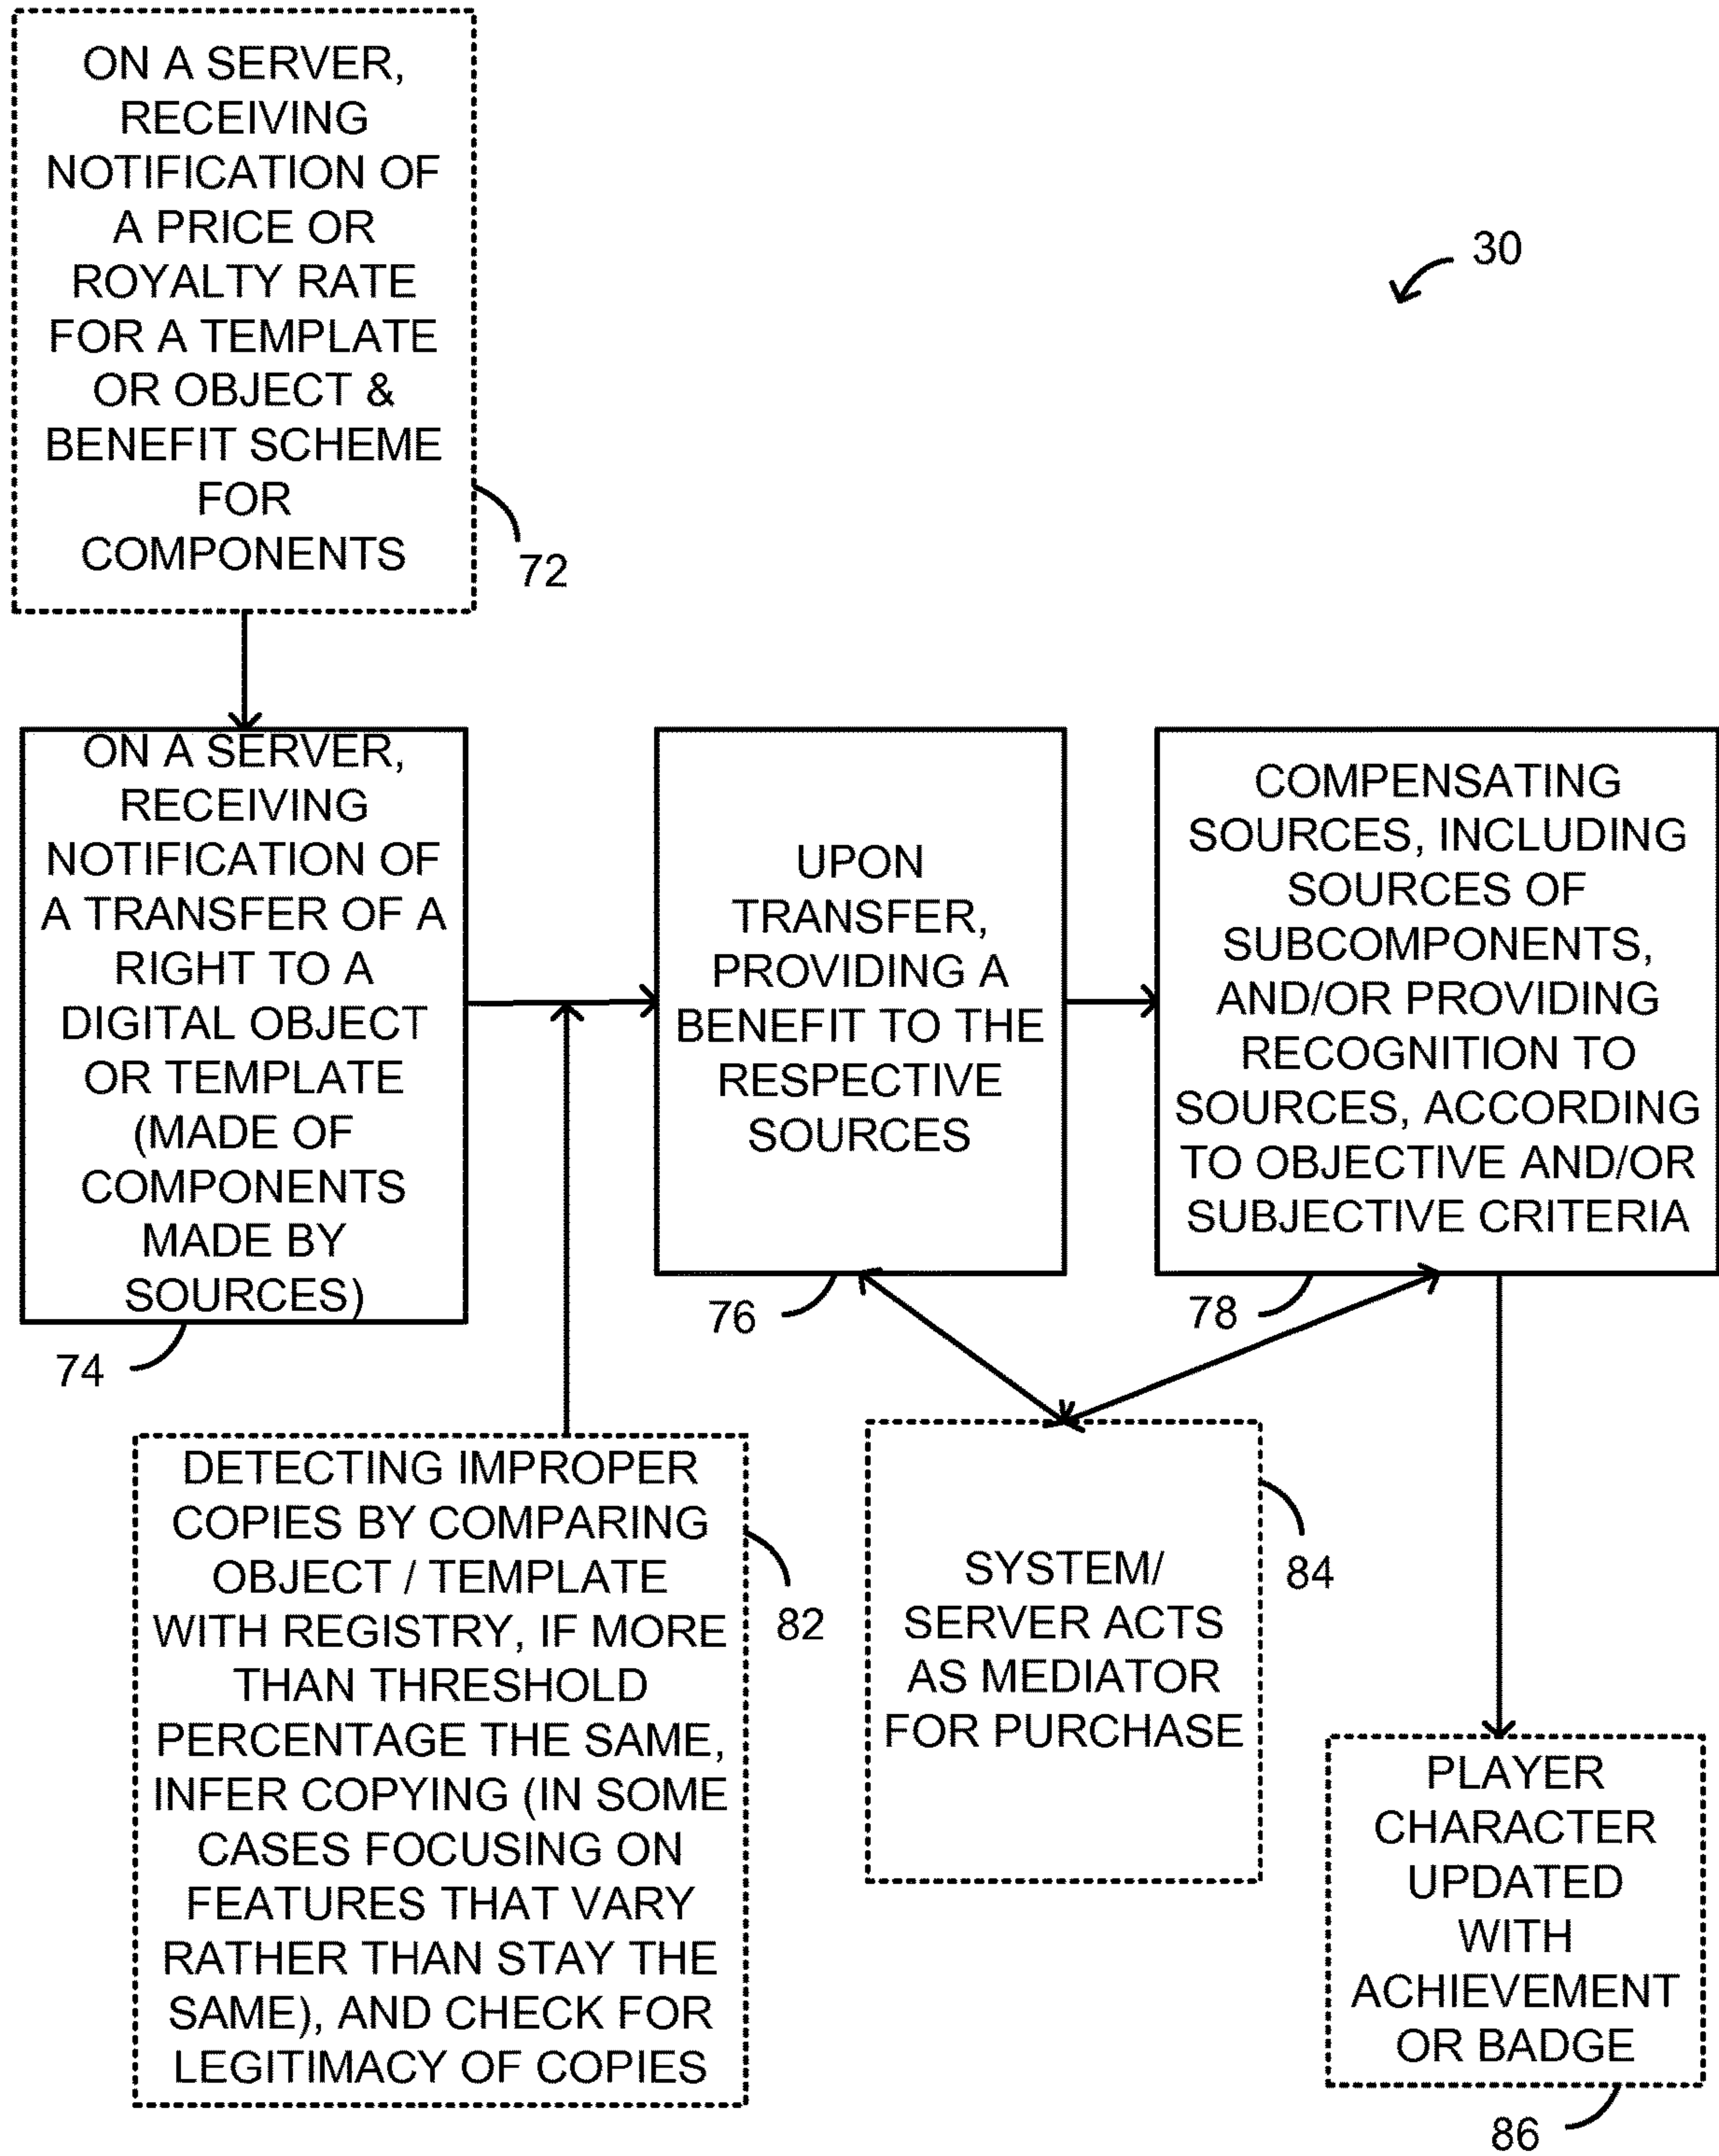 ON A SERVER,
RECEIVING
NOTIFICATION OF
A PRICE OR
ROYALTY RATE
FOR A TEMPLATE
OR OBJECT &
BENEFIT SCHEME
FOR
COMPONENTS
72
30
ON A SERVER,
RECEIVING
NOTIFICATION OF
A TRANSFER OF A
RIGHT TO A
DIGITAL OBJECT
OR TEMPLATE
(MADE OF
COMPONENTS
MADE BY
SOURCES)
74
UPON
TRANSFER,
PROVIDING A
BENEFIT TO THE
RESPECTIVE
SOURCES
76
COMPENSATING
SOURCES, INCLUDING
SOURCES OF
SUBCOMPONENTS,
AND/OR PROVIDING
RECOGNITION TO
SOURCES, ACCORDING
TO OBJECTIVE AND/OR
SUBJECTIVE CRITERIA
78
DETECTING IMPROPER
COPIES BY COMPARING
OBJECT / TEMPLATE
WITH REGISTRY, IF MORE
THAN THRESHOLD
PERCENTAGE THE SAME,
INFER COPYING (IN SOME
CASES FOCUSING ON
FEATURES THAT VARY
RATHER THAN STAY THE
SAME), AND CHECK FOR
LEGITIMACY OF COPIES
82
SYSTEM/
SERVER ACTS
AS MEDIATOR
FOR PURCHASE
84
PLAYER
CHARACTER
UPDATED
WITH
ACHIEVEMENT
OR BADGE
86